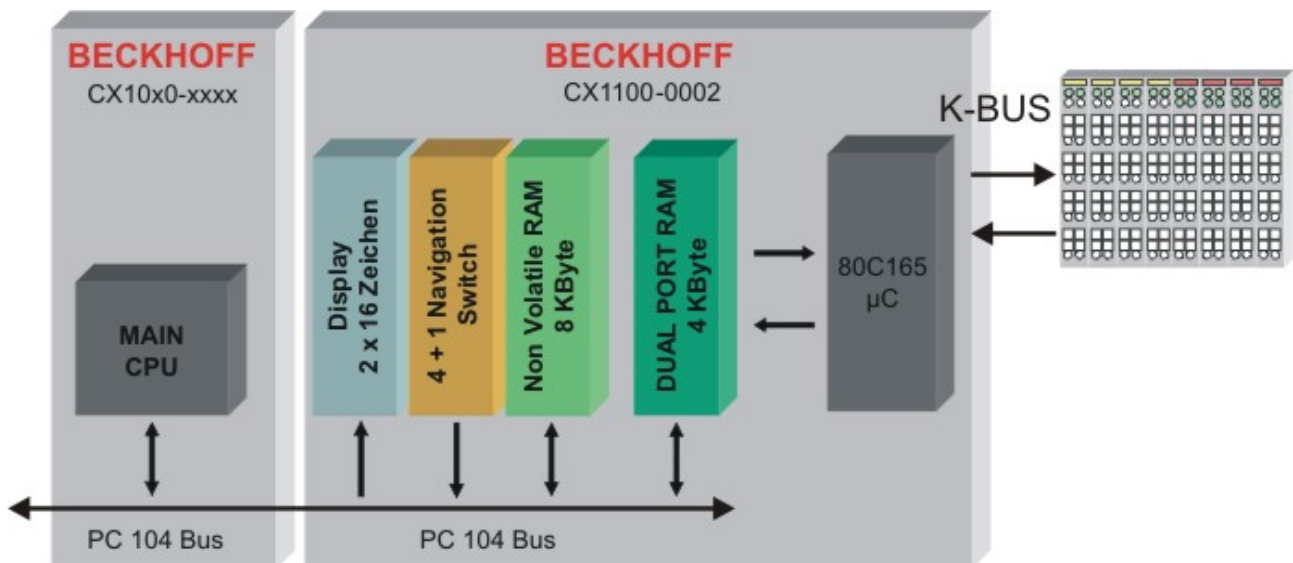 BECKHOFF
CX10x0-xxxx
MAIN
CPU
PC 104 Bus
BECKHOFF
CX1100-0002
Display
2 x 16 Zeichen
4 + 1 Navigation
Switch
Non Volatile RAM
8 KByte
DUAL PORT RAM
4 KByte
80C165
µC
PC 104 Bus
K-BUS